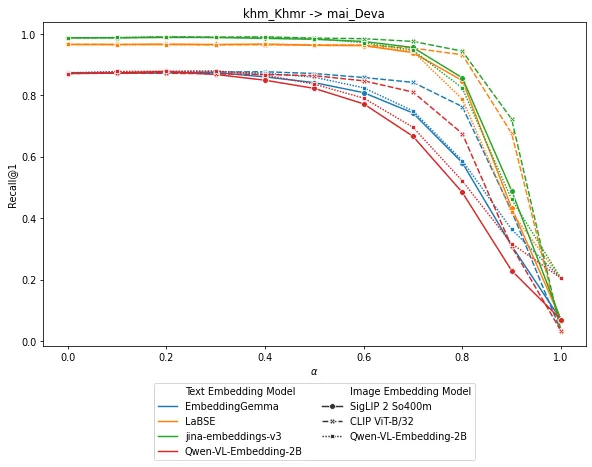 khm_Khmr -> mai_Deva
Recall@1
1.0
0.8
0.6
0.4
0.2
0.0
0.0 0.2 0.4 0.6 0.8 1.0
α
Text Embedding Model
EmbeddingGemma
LaBSE
jina-embeddings-v3
Qwen-VL-Embedding-2B
Image Embedding Model
SigLIP 2 So400m
CLIP ViT-B/32
Qwen-VL-Embedding-2B